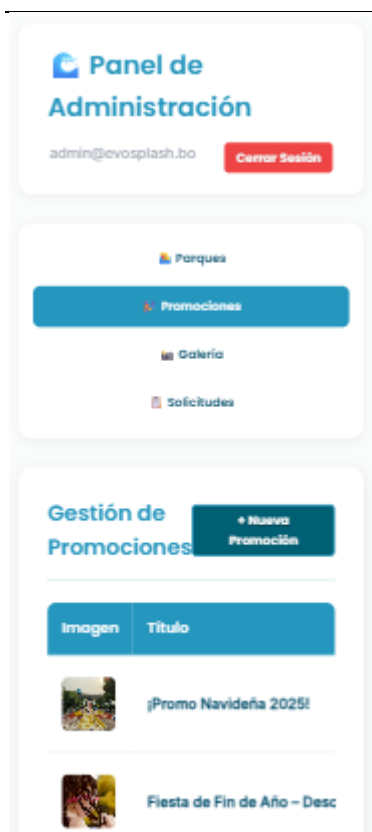 Panel de
Administración
admin@evosplash.bo
Cerrar Sesión
Parques
Promociones
Galería
Solicitudes
Gestión de
Promociones
+ Nueva
Promoción
Imagen
Título
¡Promo Navideña 2025!
Fiesta de Fin de Año – Desc